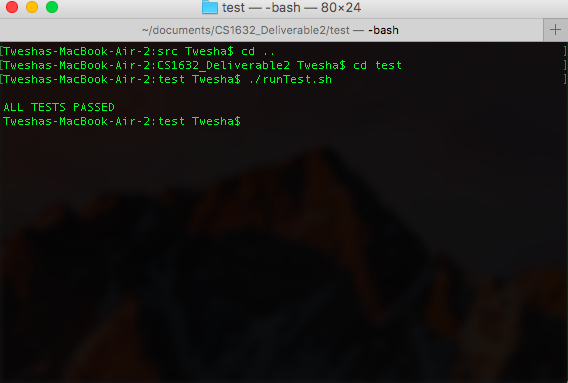 test — -bash — 80×24
~/documents/CS1632_Deliverable2/test — -bash
[Tweshas-MacBook-Air-2:src Twesha$ cd .. ]
[Tweshas-MacBook-Air-2:CS1632_Deliverable2 Twesha$ cd test ]
[Tweshas-MacBook-Air-2:test Twesha$ ./runTest.sh ]
ALL TESTS PASSED
Tweshas-MacBook-Air-2:test Twesha$